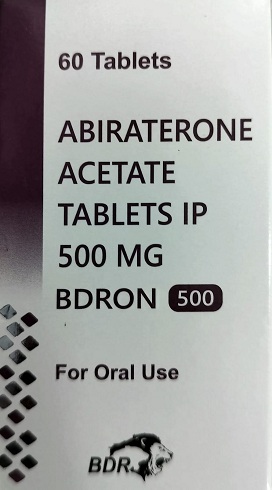 60 Tablets
ABIRATERONE
ACETATE
TABLETS IP
500 MG
BDRON 500
For Oral Use
BDR